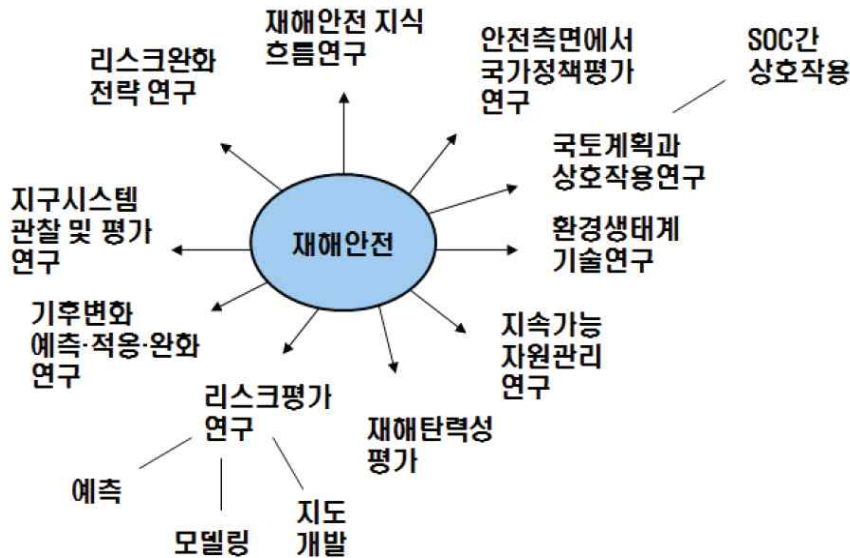 재해안전 지식
흐름연구
안전측면에서
국가정책평가
연구
SOC간
상호작용
리스크완화
전략 연구
국토계획과
상호작용연구
지구시스템
관찰 및 평가
연구
재해안전
환경생태계
기술연구
기후변화
예측·적응·완화
연구
지속가능
자원관리
연구
리스크평가
연구
재해탄력성
평가
예측
모델링
지도
개발